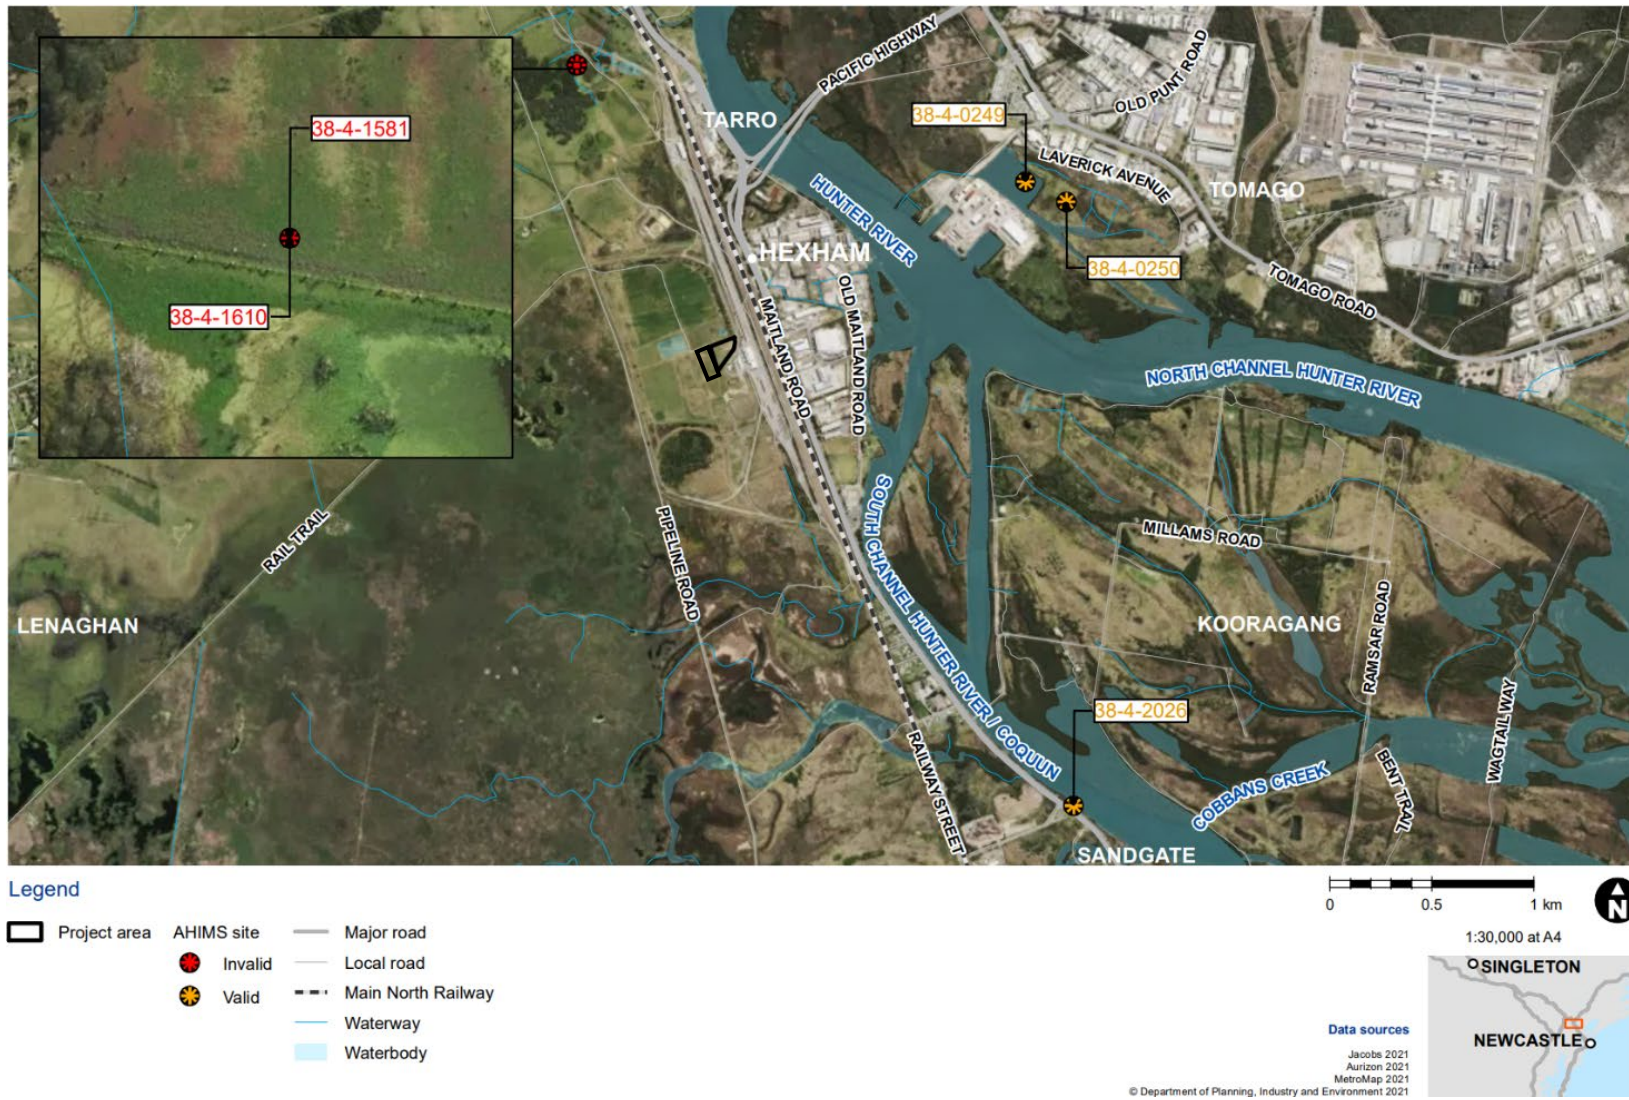 PACIFIC HIGHWAY
OLD PUNT ROAD
TARRO
38-4-0249
LAVERICK AVENUE
TOMAGO
38-4-1581
HUNTER RIVER
HEXHAM
38-4-0250
TOMAGO ROAD
OLD MAITLAND ROAD
MAITLAND ROAD
38-4-1610
NORTH CHANNEL HUNTER RIVER
SOUTH CHANNEL HUNTER RIVER / COQUUN
PIPELINE ROAD
RAIL TRAIL
MILLAMS ROAD
LENAGHAN
KOORAGANG
RAMSAR ROAD
WAGTAIL WAY
38-4-2026
RAILWAY STREET
BENT TRAIL
COBBANS CREEK
SANDGATE
Legend
Project area
AHIMS site
Invalid
Valid
Major road
Local road
Main North Railway
Waterway
Waterbody
0 0.5 1 km
N
1:30,000 at A4
SINGLETON
NEWCASTLE
Data sources
Jacobs 2021
Aurizon 2021
MetroMap 2021
© Department of Planning, Industry and Environment 2021